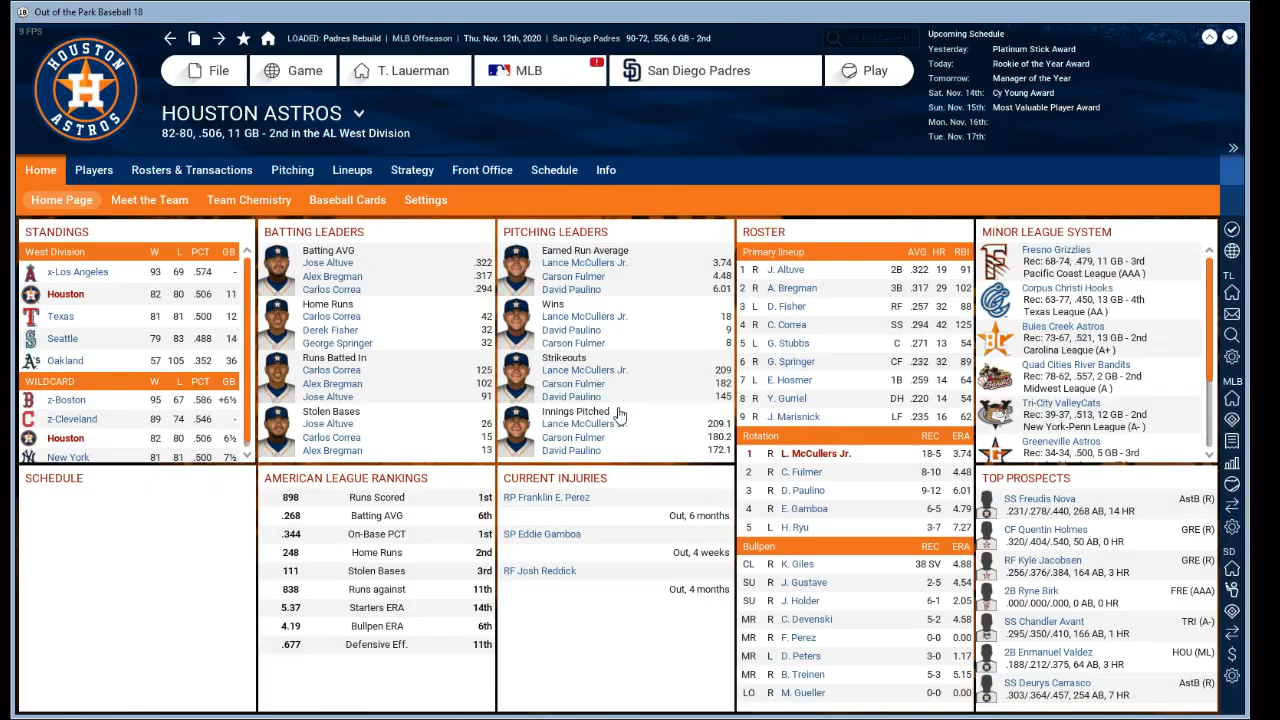 Out of the Park Baseball 18
9 FPS
LOADED: Padres Rebuild | MLB Offseason | Thu. Nov. 12th, 2020 | San Diego Padres 90-72, .556, 6 GB - 2nd
File
Game
T. Lauerman
MLB
San Diego Padres
Play
Upcoming Schedule
Yesterday: Platinum Stick Award
Today: Rookie of the Year Award
Tomorrow: Manager of the Year
Sat. Nov. 14th: Cy Young Award
Sun. Nov. 15th: Most Valuable Player Award
Mon. Nov. 16th:
Tue. Nov. 17th:
HOUSTON
ASTROS
HOUSTON ASTROS
82-80, .506, 11 GB - 2nd in the AL West Division
Home Players Rosters & Transactions Pitching Lineups Strategy Front Office Schedule Info
Home Page Meet the Team Team Chemistry Baseball Cards Settings
STANDINGS
West Division W L PCT GB
x-Los Angeles 93 69 .574 -
Houston 82 80 .506 11
Texas 81 81 .500 12
Seattle 79 83 .488 14
Oakland 57 105 .352 36
WILDCARD W L PCT GB
z-Boston 95 67 .586 +6½
z-Cleveland 89 74 .546 -
Houston 82 80 .506 6½
New York 81 81 .500 7½
BATTING LEADERS
Batting AVG
Jose Altuve .322
Alex Bregman .317
Carlos Correa .294
Home Runs
Carlos Correa 42
Derek Fisher 32
George Springer 32
Runs Batted In
Carlos Correa 125
Alex Bregman 102
Jose Altuve 91
Stolen Bases
Jose Altuve 26
Carlos Correa 15
Alex Bregman 13
PITCHING LEADERS
Earned Run Average
Lance McCullers Jr. 3.74
Carson Fulmer 4.48
David Paulino 6.01
Wins
Lance McCullers Jr. 18
David Paulino 9
Carson Fulmer 8
Strikeouts
Lance McCullers Jr. 209
Carson Fulmer 182
David Paulino 145
Innings Pitched
Lance McCullers Jr. 209.1
Carson Fulmer 180.2
David Paulino 172.1
ROSTER
Primary lineup AVG HR RBI
1 R J. Altuve 2B .322 19 91
2 R A. Bregman 3B .317 29 102
3 L D. Fisher RF .257 32 88
4 R C. Correa SS .294 42 125
5 L G. Stubbs C .271 13 54
6 R G. Springer CF .232 32 89
7 L E. Hosmer 1B .259 14 64
8 R Y. Gurriel DH .220 14 54
9 R J. Marisnick LF .235 16 62
Rotation REC ERA
1 R L. McCullers Jr. 18-5 3.74
2 R C. Fulmer 8-10 4.48
3 R D. Paulino 9-12 6.01
4 R E. Gamboa 6-5 4.79
5 L H. Ryu 3-7 7.27
Bullpen REC ERA
CL R K. Giles 38 SV 4.88
SU R J. Gustave 2-5 4.54
SU R J. Holder 6-1 2.05
MR R C. Devenski 5-2 4.58
MR R F. Perez 0-0 0.00
MR L D. Peters 3-0 1.17
MR R B. Treinen 5-3 5.15
LO R M. Gueller 0-0 0.00
MINOR LEAGUE SYSTEM
Fresno Grizzlies
Rec: 68-74, .479, 11 GB - 3rd
Pacific Coast League (AAA )
Corpus Christi Hooks
Rec: 63-77, .450, 13 GB - 4th
Texas League (AA )
Buies Creek Astros
Rec: 73-67, .521, 13 GB - 2nd
Carolina League (A+ )
Quad Cities River Bandits
Rec: 78-62, .557, 2 GB - 2nd
Midwest League (A )
Tri-City ValleyCats
Rec: 39-37, .513, 12 GB - 2nd
New York-Penn League (A- )
Greeneville Astros
Rec: 34-34, .500, 5 GB - 3rd
SCHEDULE
AMERICAN LEAGUE RANKINGS
898 Runs Scored 1st
.268 Batting AVG 6th
.344 On-Base PCT 1st
248 Home Runs 2nd
111 Stolen Bases 3rd
838 Runs against 11th
5.37 Starters ERA 14th
4.19 Bullpen ERA 6th
.677 Defensive Eff. 11th
CURRENT INJURIES
RP Franklin E. Perez
Out, 6 months
SP Eddie Gamboa
Out, 4 weeks
RF Josh Reddick
Out, 4 months
TOP PROSPECTS
SS Freudis Nova AstB (R)
.231/.278/.440, 268 AB, 14 HR
CF Quentin Holmes GRE (R)
.320/.404/.540, 50 AB, 0 HR
RF Kyle Jacobsen GRE (R)
.256/.376/.384, 164 AB, 3 HR
2B Ryne Birk FRE (AAA)
.000/.000/.000, 0 AB, 0 HR
SS Chandler Avant TRI (A-)
.295/.350/.410, 166 AB, 1 HR
2B Enmanuel Valdez HOU (ML)
.188/.212/.375, 64 AB, 3 HR
SS Deurys Carrasco AstB (R)
.303/.364/.457, 254 AB, 7 HR
TL
MLB
SD